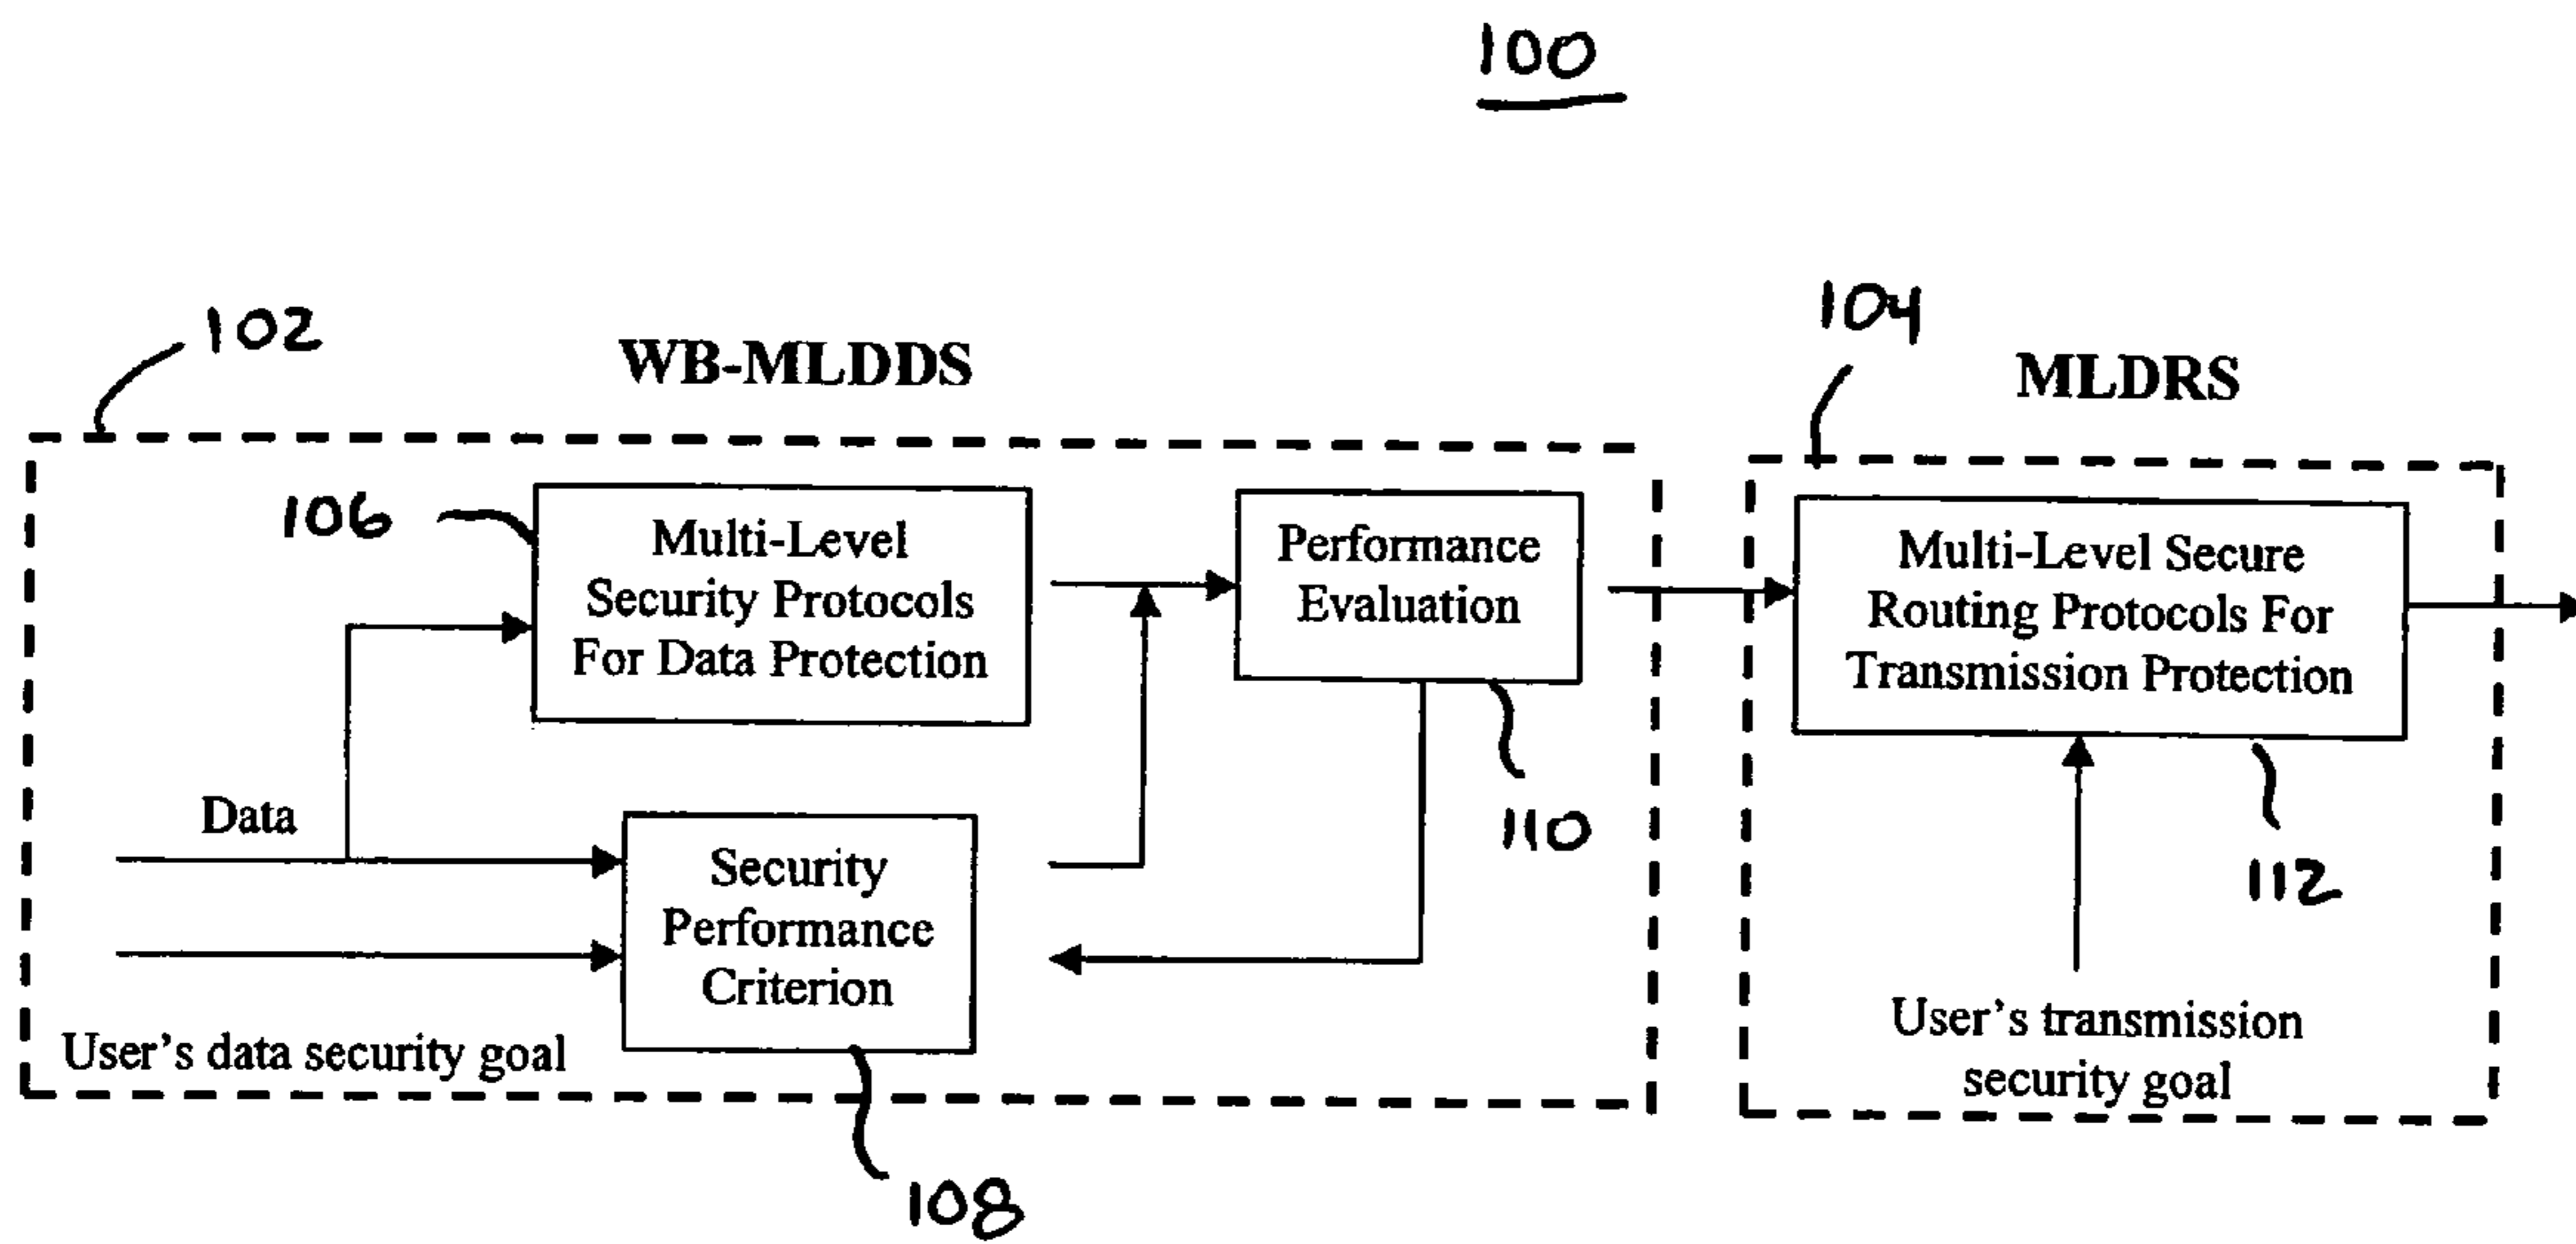 100
102
WB-MLDDS
104
MLDRS
106
Multi-Level
Security Protocols
For Data Protection
Performance
Evaluation
110
Multi-Level Secure
Routing Protocols For
Transmission Protection
112
Data
Security
Performance
Criterion
108
User's data security goal
User's transmission
security goal